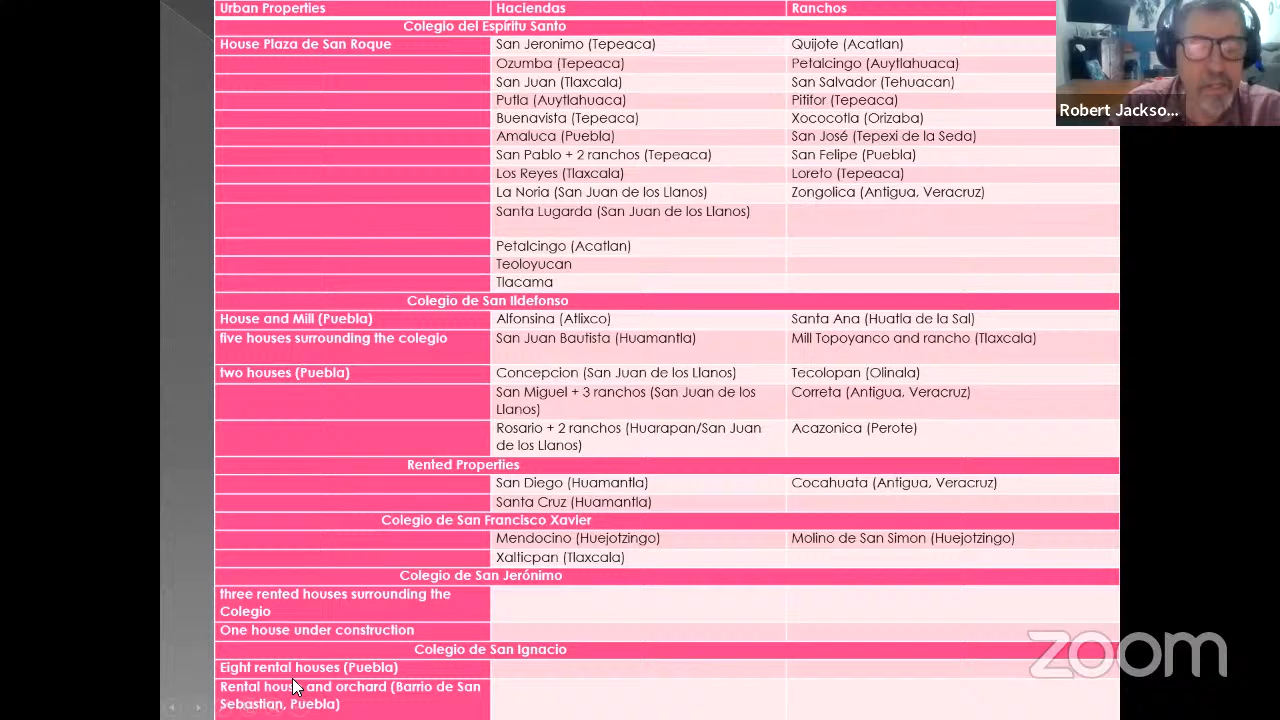 Urban Properties Haciendas Ranchos
Colegio del Espíritu Santo
House Plaza de San Roque San Jeronimo (Tepeaca) Quijote (Acatlan)
Ozumba (Tepeaca) Petalcingo (Auytlahuaca)
San Juan (Tlaxcala) San Salvador (Tehuacan)
Putla (Auytlahuaca) Pitifor (Tepeaca)
Buenavista (Tepeaca) Xococotla (Orizaba)
Amaluca (Puebla) San José (Tepexi de la Seda)
San Pablo + 2 ranchos (Tepeaca) San Felipe (Puebla)
Los Reyes (Tlaxcala) Loreto (Tepeaca)
La Noria (San Juan de los Llanos) Zongolica (Antigua, Veracruz)
Santa Lugarda (San Juan de los Llanos)
Petalcingo (Acatlan)
Teoloyucan
Tlacama
Colegio de San Ildefonso
House and Mill (Puebla) Alfonsina (Atlixco) Santa Ana (Huatla de la Sal)
five houses surrounding the colegio San Juan Bautista (Huamantla) Mill Topoyanco and rancho (Tlaxcala)
two houses (Puebla) Concepcion (San Juan de los Llanos) Tecolopan (Olinala)
San Miguel + 3 ranchos (San Juan de los Llanos) Correta (Antigua, Veracruz)
Rosario + 2 ranchos (Huarapan/San Juan de los Llanos) Acazonica (Perote)
Rented Properties
San Diego (Huamantla) Cocahuata (Antigua, Veracruz)
Santa Cruz (Huamantla)
Colegio de San Francisco Xavier
Mendocino (Huejotzingo) Molino de San Simon (Huejotzingo)
Xalticpan (Tlaxcala)
Colegio de San Jerónimo
three rented houses surrounding the
Colegio
One house under construction
Colegio de San Ignacio
Eight rental houses (Puebla)
Rental house and orchard (Barrio de San
Sebastian, Puebla)
Robert Jackso...
zoom